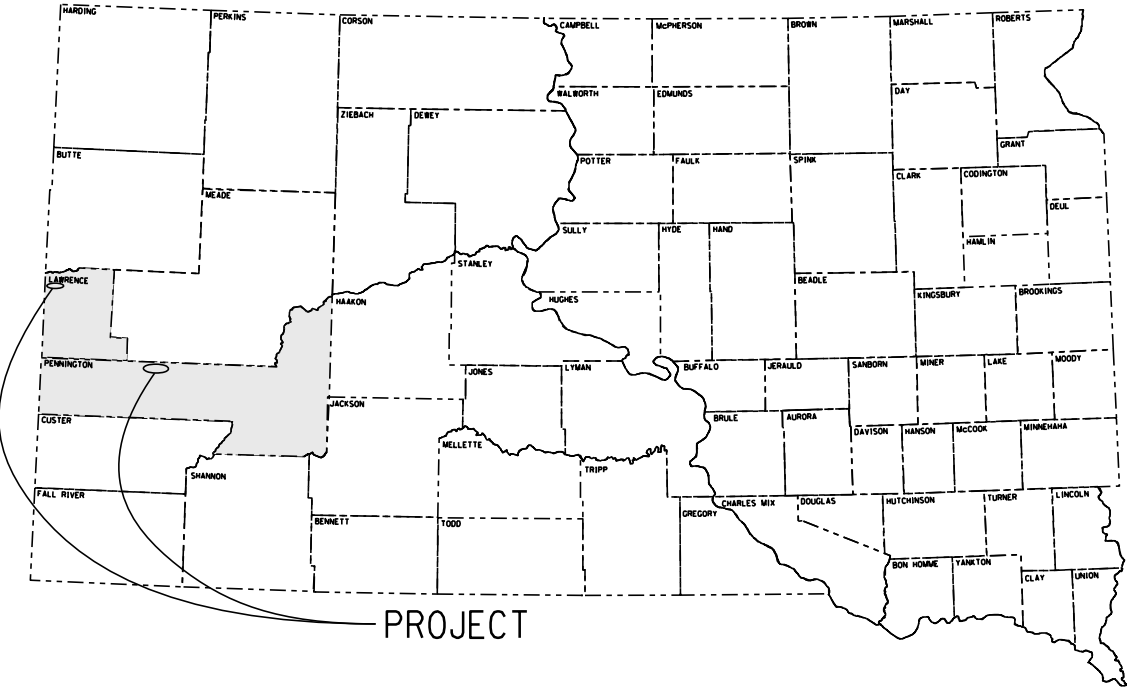 HARDING
PERKINS
CORSON
CAMPBELL
McPHERSON
BROWN
MARSHALL
ROBERTS
WALWORTH
EDMUNDS
DAY
ZIEBACH
DEWEY
GRANT
BUTTE
POTTER
FAULK
SPINK
CLARK
CODINGTON
MEADE
DEUL
SULLY
HYDE
HAND
HAMLIN
STANLEY
LAWRENCE
BEADLE
HAAKON
HUGHES
KINGSBURY
BROOKINGS
PENNINGTON
JONES
LYMAN
BUFFALO
JERAULD
SANBORN
MINER
LAKE
MOODY
JACKSON
CUSTER
BRULE
AURORA
DAVISON
HANSON
McCOOK
MINNEHAHA
MELLETTE
SHANNON
TRIPP
FALL RIVER
CHARLES MIX
DOUGLAS
HUTCHINSON
TURNER
LINCOLN
GREGORY
BENNETT
TODD
BON HOMME
YANKTON
CLAY
UNION
PROJECT